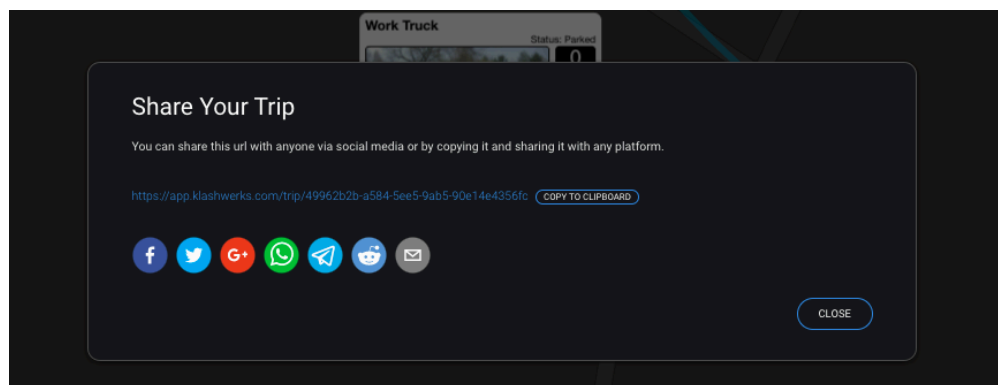 Work Truck
Status: Parked
0
Share Your Trip
You can share this url with anyone via social media or by copying it and sharing it with any platform.
https://app.klashwerks.com/trip/49962b2b-a584-5ee5-9ab5-90e14e4356fc COPY TO CLIPBOARD
f G+
CLOSE